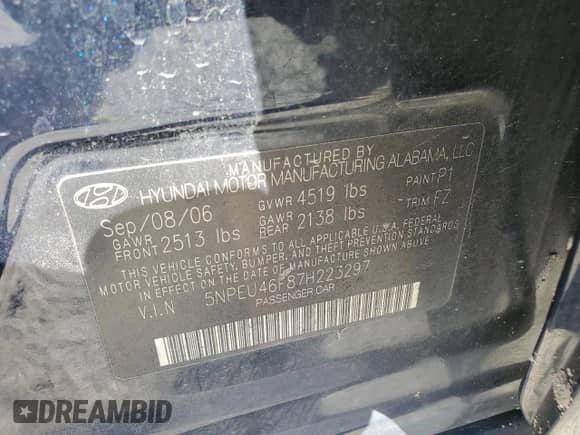 MANUFACTURED BY
HYUNDAI MOTOR MANUFACTURING ALABAMA, LLC
Sep/08/06 GVWR 4519 lbs PAINT P1
GAWR FRONT 2513 lbs GAWR REAR 2138 lbs TRIM FZ
THIS VEHICLE CONFORMS TO ALL APPLICABLE U.S.A. FEDERAL
MOTOR VEHICLE SAFETY, BUMPER, AND THEFT PREVENTION STANDARDS
IN EFFECT ON THE DATE OF MANUFACTURE SHOWN ABOVE.
V.I.N 5NPEU46F87H223297
PASSENGER CAR
DREAMBID